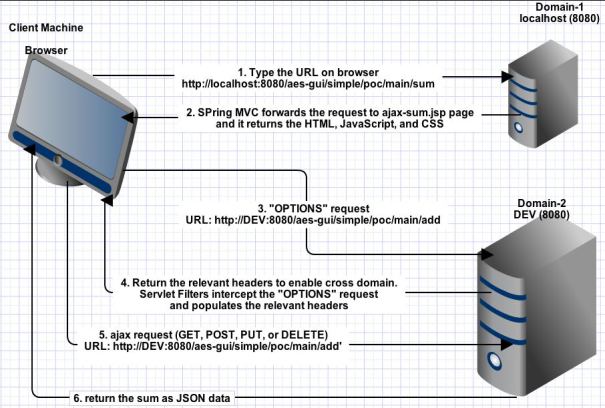 Domain-1
localhost (8080)
Client Machine
Browser
1. Type the URL on browser
http://localhost:8080/aes-gui/simple/poc/main/sum
2. SPring MVC forwards the request to ajax-sum.jsp page
and it returns the HTML, JavaScript, and CSS
3. "OPTIONS" request
URL: http://DEV:8080/aes-gui/simple/poc/main/add
Domain-2
DEV (8080)
4. Return the relevant headers to enable cross domain.
Servlet Filters intercept the "OPTIONS" request
and populates the relevant headers
5. ajax request (GET, POST, PUT, or DELETE)
URL: http://DEV:8080/aes-gui/simple/poc/main/add'
6. return the sum as JSON data